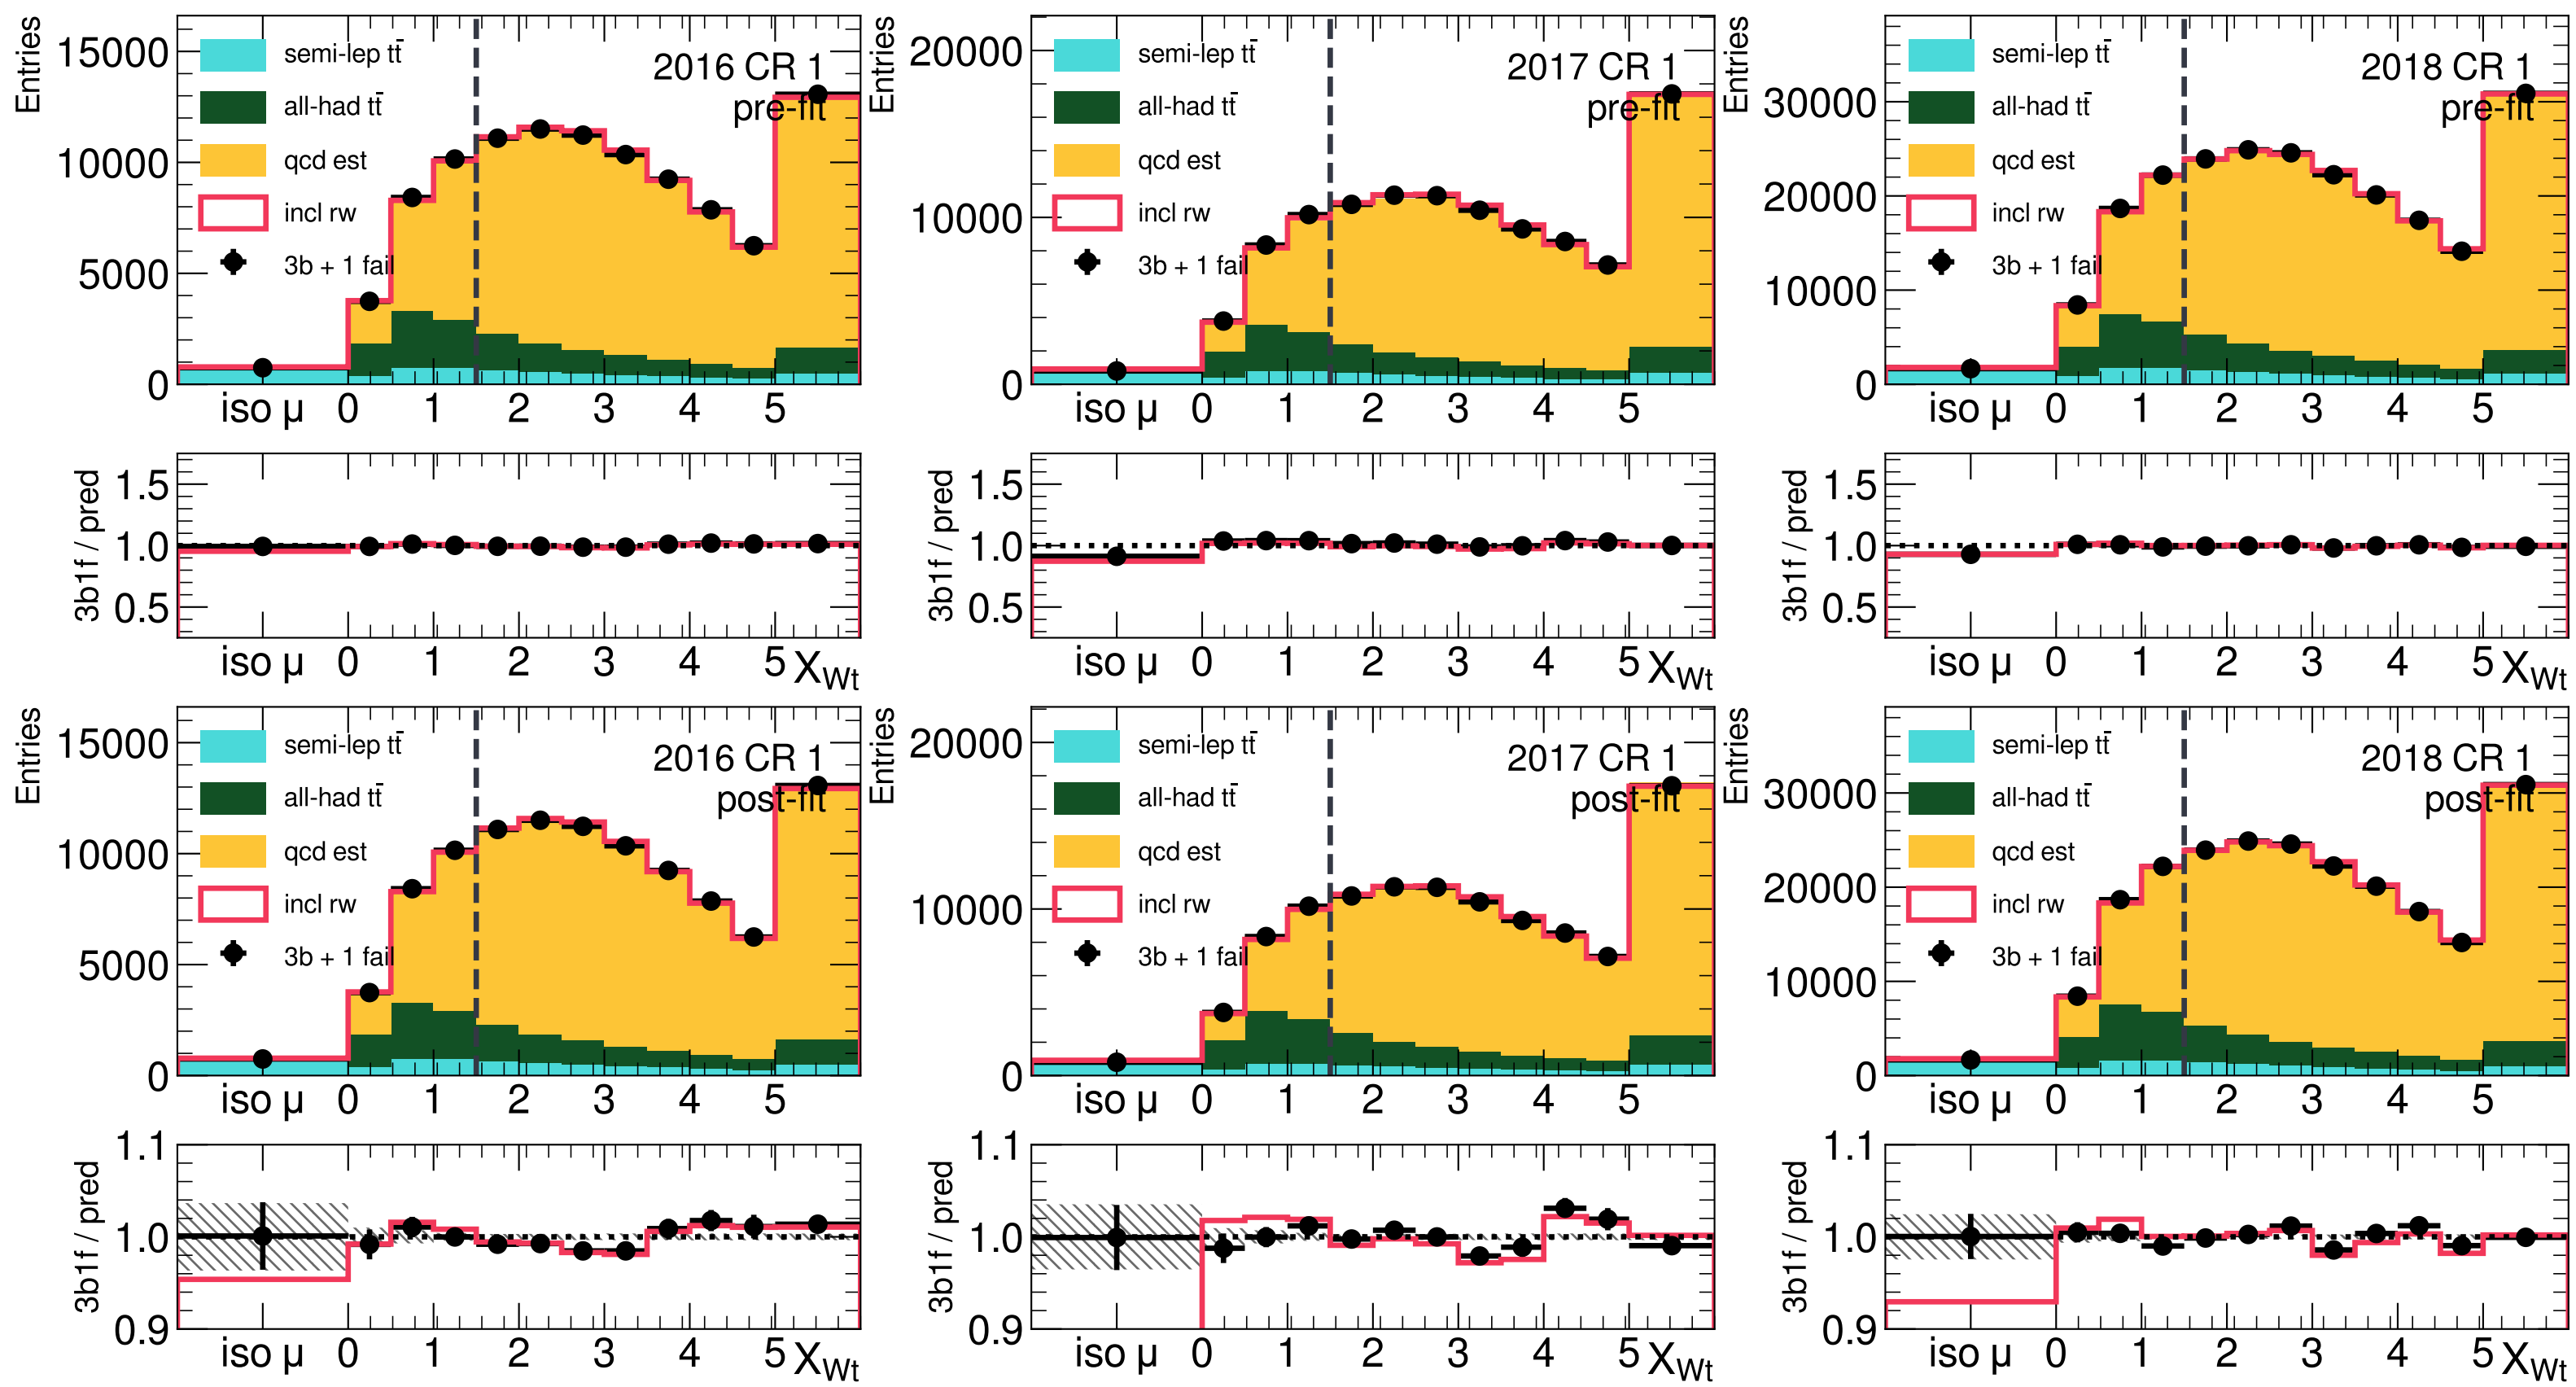 Entries
15000
10000
5000
0
semi-lep tt̄
all-had tt̄
qcd est
incl rw
3b + 1 fail
2016 CR 1
pre-fit
iso μ 0 1 2 3 4 5
Entries
20000
10000
0
semi-lep tt̄
all-had tt̄
qcd est
incl rw
3b + 1 fail
2017 CR 1
pre-fit
iso μ 0 1 2 3 4 5
Entries
30000
20000
10000
0
semi-lep tt̄
all-had tt̄
qcd est
incl rw
3b + 1 fail
2018 CR 1
pre-fit
iso μ 0 1 2 3 4 5
3b1f / pred
1.5
1.0
0.5
iso μ 0 1 2 3 4 5 X_Wt
3b1f / pred
1.5
1.0
0.5
iso μ 0 1 2 3 4 5 X_Wt
3b1f / pred
1.5
1.0
0.5
iso μ 0 1 2 3 4 5 X_Wt
Entries
15000
10000
5000
0
semi-lep tt̄
all-had tt̄
qcd est
incl rw
3b + 1 fail
2016 CR 1
post-fit
iso μ 0 1 2 3 4 5
Entries
20000
10000
0
semi-lep tt̄
all-had tt̄
qcd est
incl rw
3b + 1 fail
2017 CR 1
post-fit
iso μ 0 1 2 3 4 5
Entries
30000
20000
10000
0
semi-lep tt̄
all-had tt̄
qcd est
incl rw
3b + 1 fail
2018 CR 1
post-fit
iso μ 0 1 2 3 4 5
3b1f / pred
1.1
1.0
0.9
iso μ 0 1 2 3 4 5 X_Wt
3b1f / pred
1.1
1.0
0.9
iso μ 0 1 2 3 4 5 X_Wt
3b1f / pred
1.1
1.0
0.9
iso μ 0 1 2 3 4 5 X_Wt